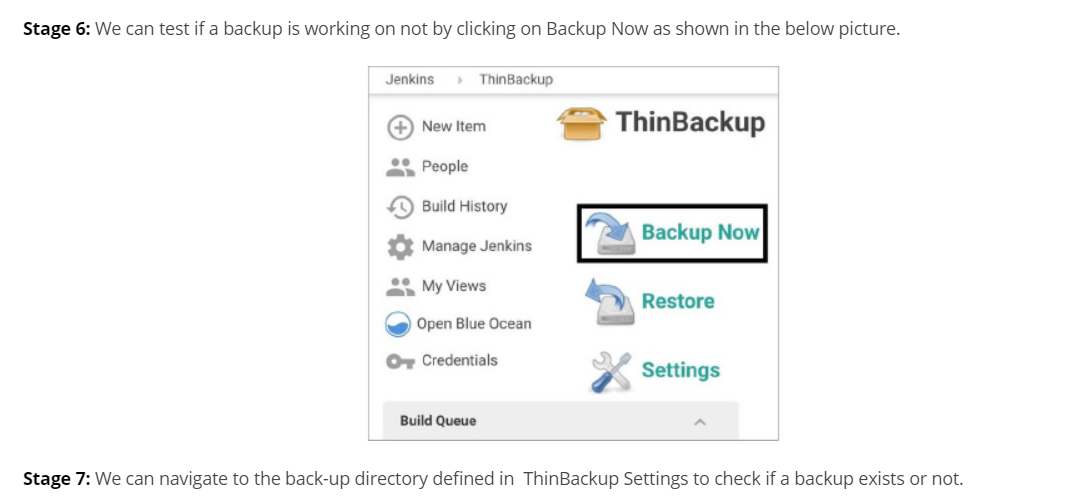 Stage 6: We can test if a backup is working on not by clicking on Backup Now as shown in the below picture.
Jenkins › ThinBackup
New Item
People
Build History
Manage Jenkins
My Views
Open Blue Ocean
Credentials
Build Queue
ThinBackup
Backup Now
Restore
Settings
Stage 7: We can navigate to the back-up directory defined in ThinBackup Settings to check if a backup exists or not.